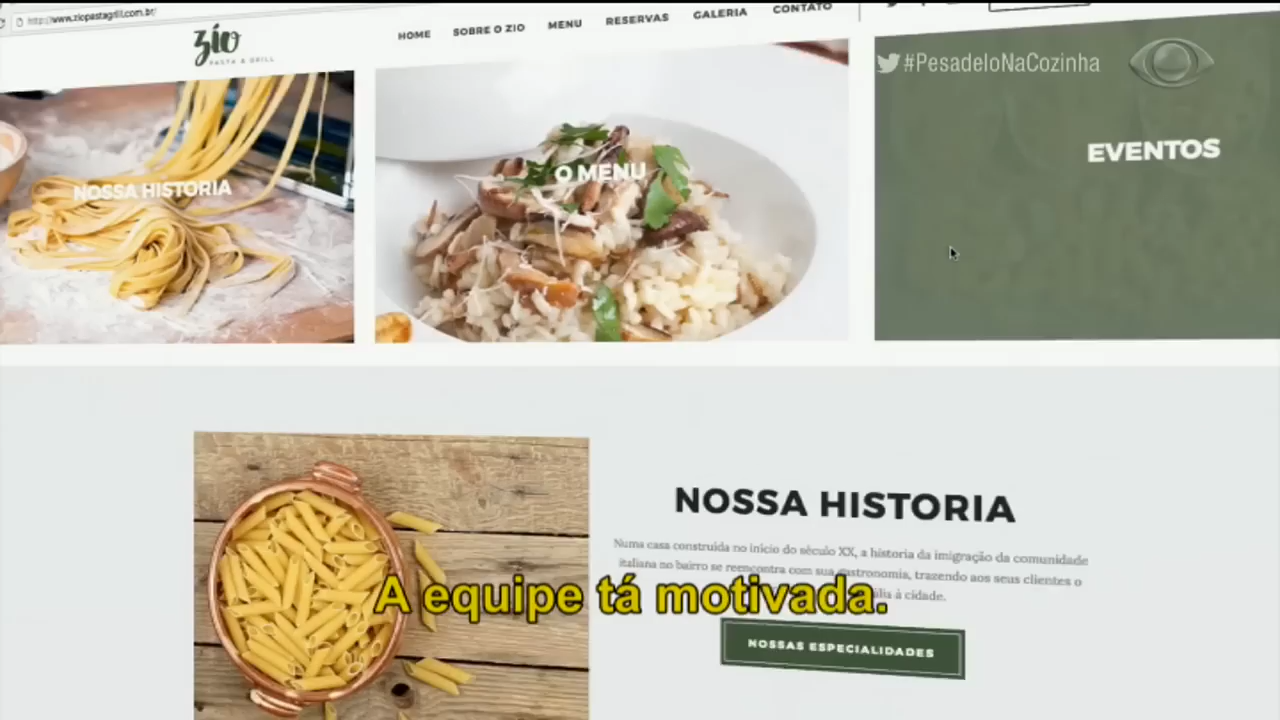 http://www.ziopastagrill.com.br/
zio
PASTA & GRILL
HOME SOBRE O ZIO MENU RESERVAS GALERIA CONTATO
#PesadeloNaCozinha
NOSSA HISTORIA
O MENU
EVENTOS
NOSSA HISTORIA
Numa casa construída no início do século XX, a historia da imigração da comunidade
italiana no bairro se reencontra com sua gastronomia, trazendo aos seus clientes o
à cidade.
A equipe tá motivada.
NOSSAS ESPECIALIDADES